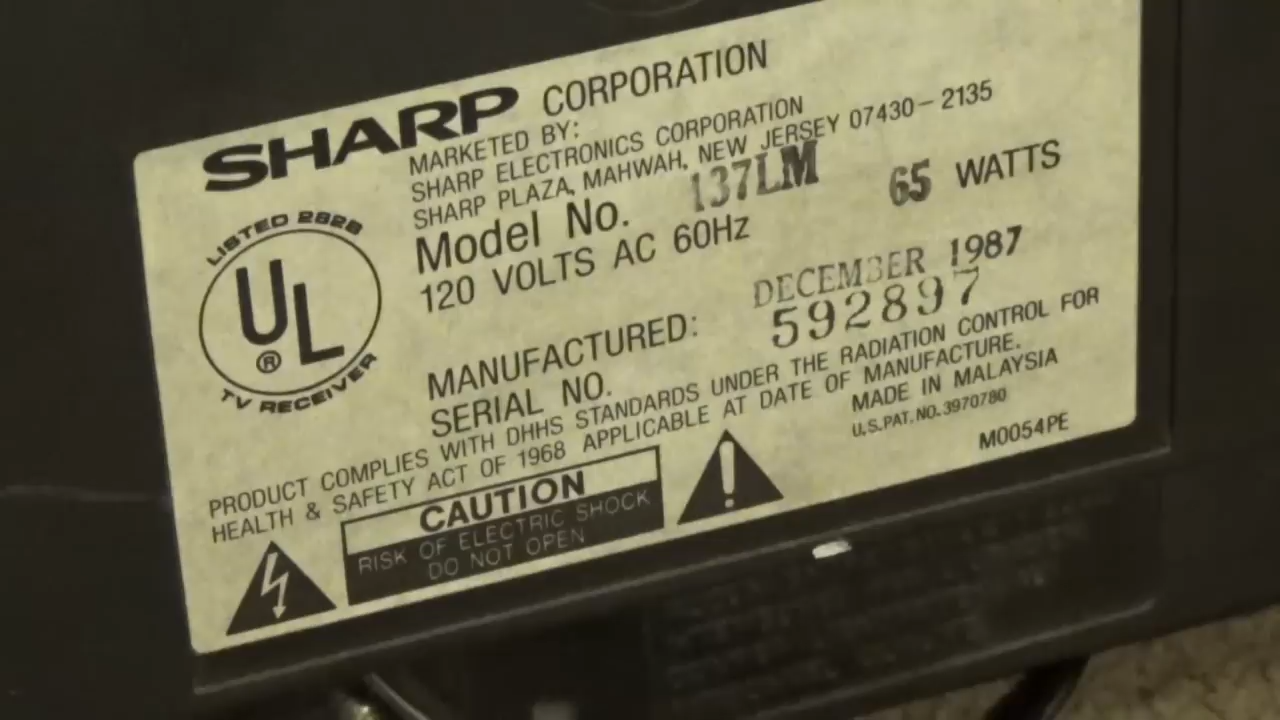 SHARP CORPORATION
MARKETED BY:
SHARP ELECTRONICS CORPORATION
SHARP PLAZA, MAHWAH, NEW JERSEY 07430-2135
Model No. 137LM
120 VOLTS AC 60Hz 65 WATTS
LISTED 282B
UL
®
TV RECEIVER
MANUFACTURED: DECEMBER 1987
SERIAL NO. 592897
PRODUCT COMPLIES WITH DHHS STANDARDS UNDER THE RADIATION CONTROL FOR
HEALTH & SAFETY ACT OF 1968 APPLICABLE AT DATE OF MANUFACTURE.
MADE IN MALAYSIA
U.S.PAT.NO.3970780
M0054PE
CAUTION
RISK OF ELECTRIC SHOCK
DO NOT OPEN